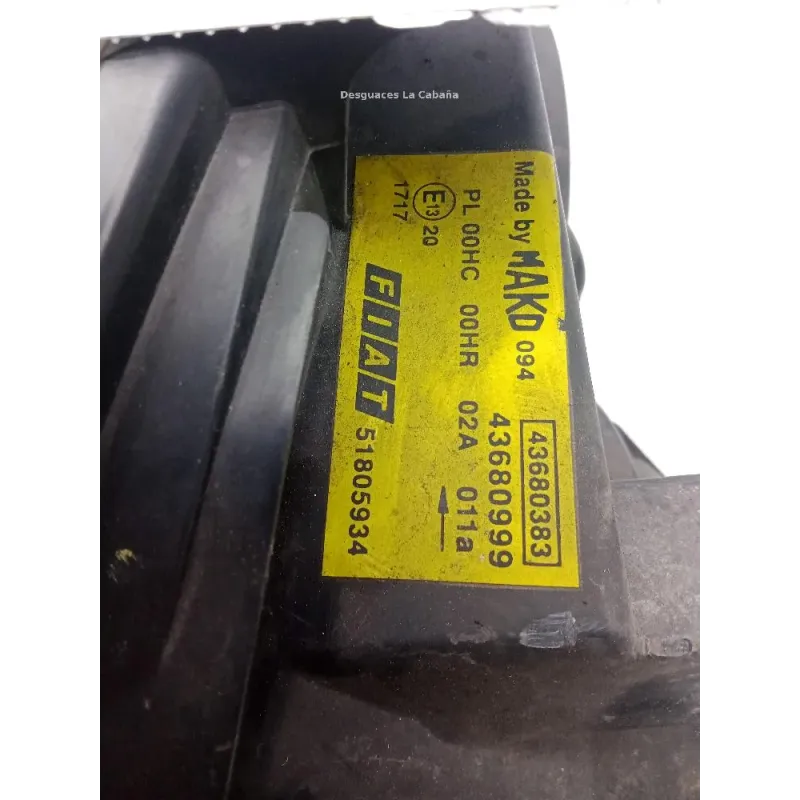 Desguaces La Cabaña
Made by MAKO 094 43680383
43680999
PL 00HC 00HR 02A 011a
E13 20
1717
FIAT 51805934